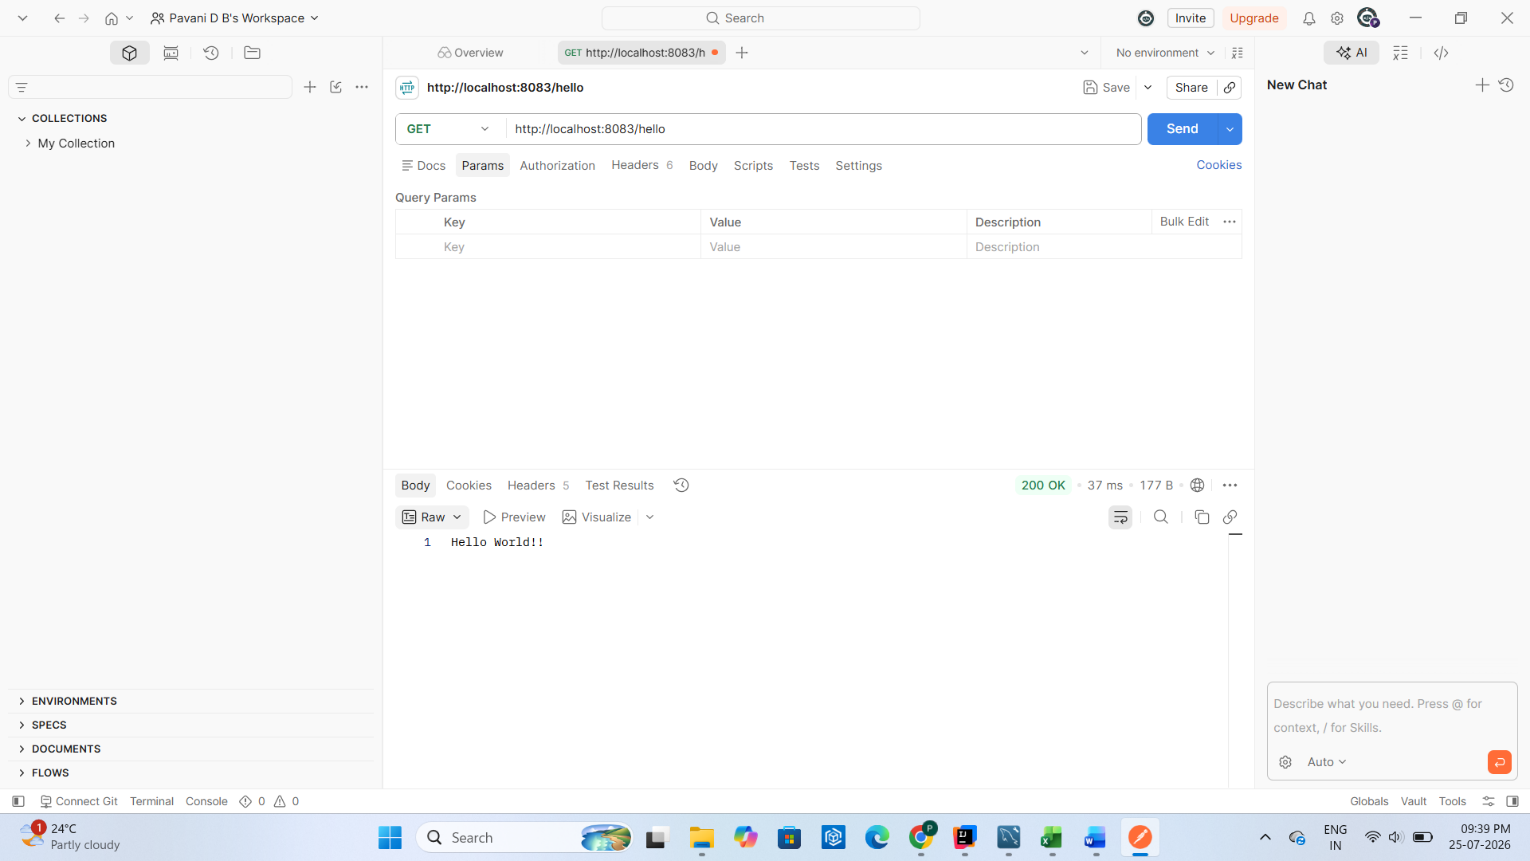 Pavani D B's Workspace
Search
Invite
Upgrade
P
Overview
GET http://localhost:8083/h
No environment
AI
HTTP http://localhost:8083/hello
Save
Share
New Chat
COLLECTIONS
My Collection
GET
http://localhost:8083/hello
Send
Docs
Params
Authorization
Headers 6
Body
Scripts
Tests
Settings
Cookies
Query Params
Key
Value
Description
Bulk Edit
Key
Value
Description
Body
Cookies
Headers 5
Test Results
200 OK
37 ms
177 B
Raw
Preview
Visualize
1 Hello World!!
ENVIRONMENTS
SPECS
DOCUMENTS
FLOWS
Describe what you need. Press @ for
context, / for Skills.
Auto
Connect Git
Terminal
Console
0
0
Globals
Vault
Tools
1
24°C
Partly cloudy
Search
P
ENG
IN
09:39 PM
25-07-2026